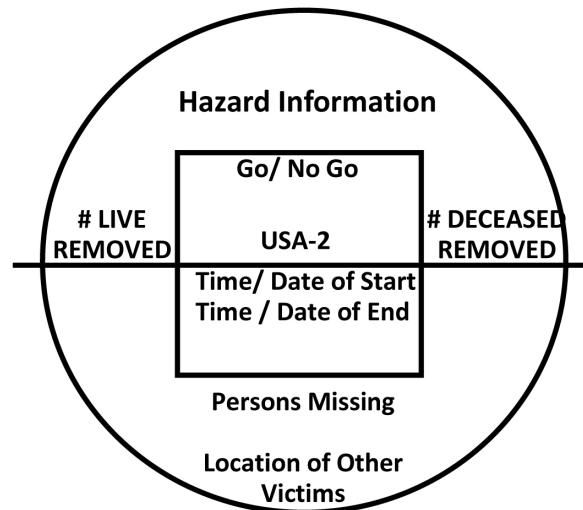 Hazard Information
Go/ No Go
# LIVE
REMOVED
USA-2
# DECEASED
REMOVED
Time/ Date of Start
Time / Date of End
Persons Missing
Location of Other
Victims